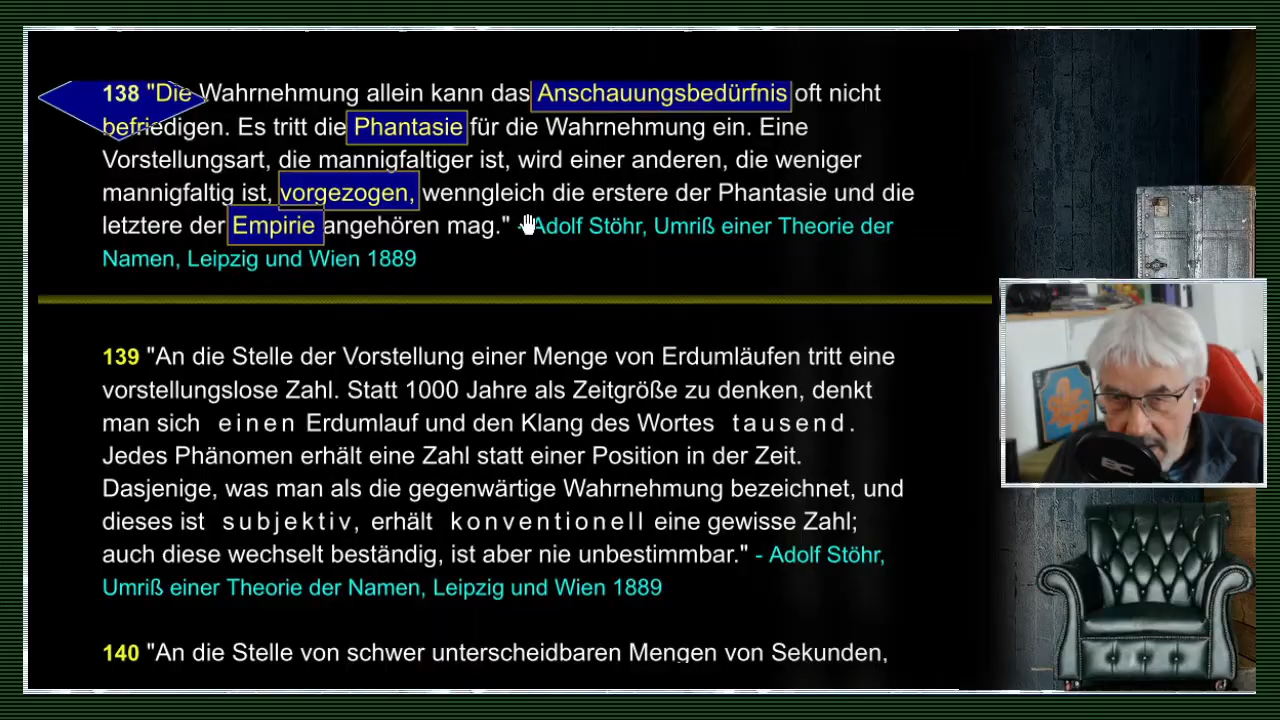 138 "Die Wahrnehmung allein kann das Anschauungsbedürfnis oft nicht
befriedigen. Es tritt die Phantasie für die Wahrnehmung ein. Eine
Vorstellungsart, die mannigfaltiger ist, wird einer anderen, die weniger
mannigfaltig ist, vorgezogen, wenngleich die erstere der Phantasie und die
letztere der Empirie angehören mag." - Adolf Stöhr, Umriß einer Theorie der
Namen, Leipzig und Wien 1889
139 "An die Stelle der Vorstellung einer Menge von Erdumläufen tritt eine
vorstellungslose Zahl. Statt 1000 Jahre als Zeitgröße zu denken, denkt
man sich e i n e n Erdumlauf und den Klang des Wortes t a u s e n d .
Jedes Phänomen erhält eine Zahl statt einer Position in der Zeit.
Dasjenige, was man als die gegenwärtige Wahrnehmung bezeichnet, und
dieses ist s u b j e k t i v , erhält k o n v e n t i o n e l l eine gewisse Zahl;
auch diese wechselt beständig, ist aber nie unbestimmbar." - Adolf Stöhr,
Umriß einer Theorie der Namen, Leipzig und Wien 1889
140 "An die Stelle von schwer unterscheidbaren Mengen von Sekunden,